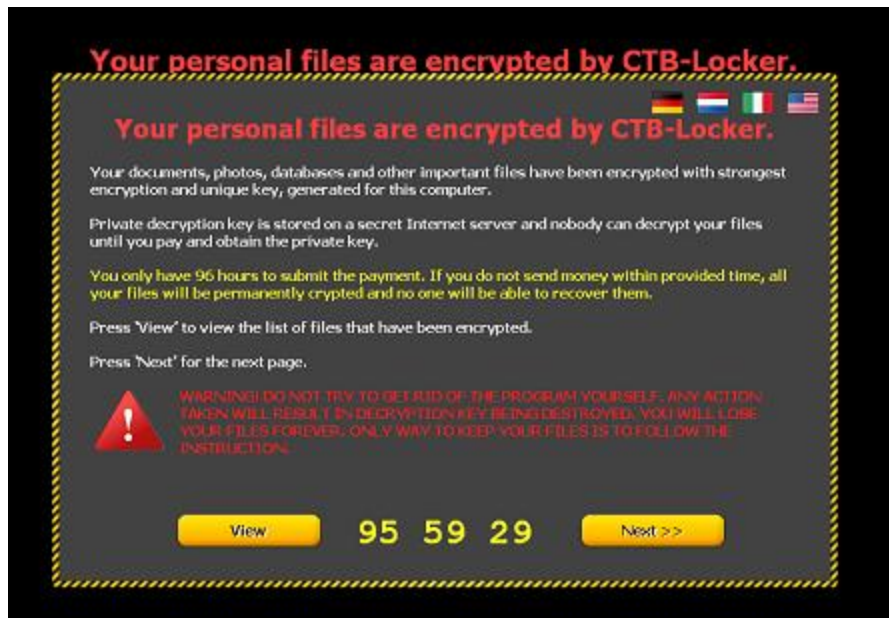 Your personal files are encrypted by CTB-Locker.
Your personal files are encrypted by CTB-Locker.
Your documents, photos, databases and other important files have been encrypted with strongest
encryption and unique key, generated for this computer.
Private decryption key is stored on a secret Internet server and nobody can decrypt your files
until you pay and obtain the private key.
You only have 96 hours to submit the payment. If you do not send money within provided time, all
your files will be permanently crypted and no one will be able to recover them.
Press 'View' to view the list of files that have been encrypted.
Press 'Next' for the next page.
WARNING! DO NOT TRY TO GET RID OF THE PROGRAM YOURSELF. ANY ACTION
TAKEN WILL RESULT IN DECRYPTION KEY BEING DESTROYED. YOU WILL LOSE
YOUR FILES FOREVER. ONLY WAY TO KEEP YOUR FILES IS TO FOLLOW THE
INSTRUCTION.
View 95 59 29 Next >>